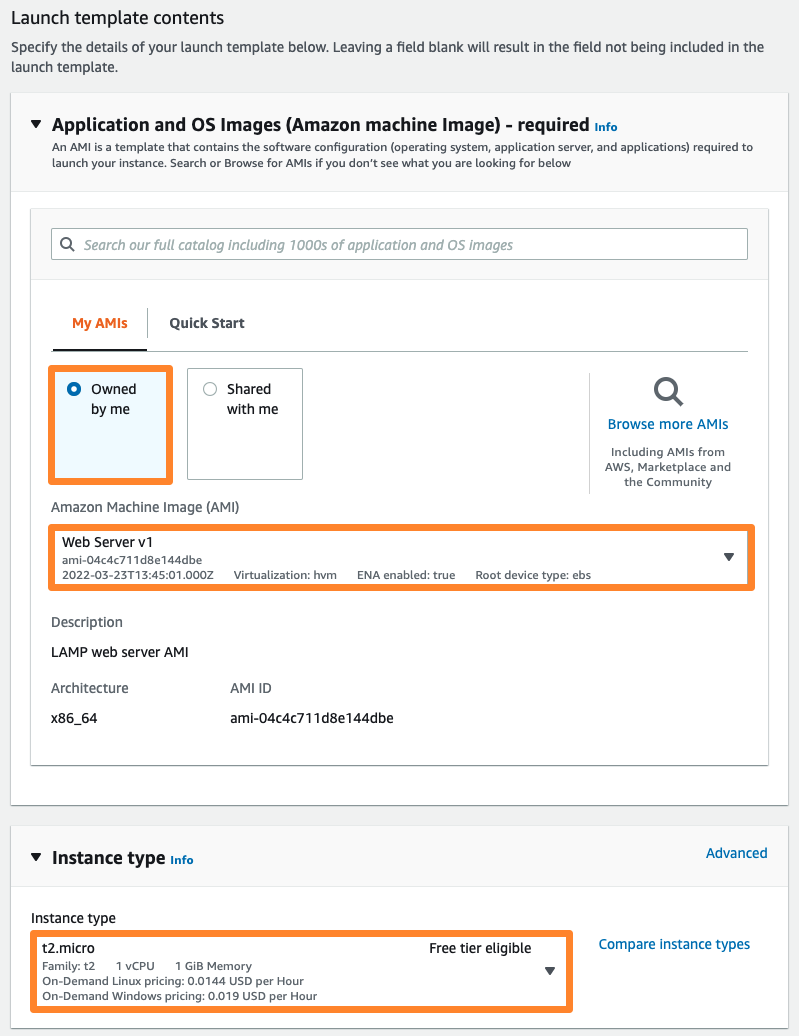 Launch template contents
Specify the details of your launch template below. Leaving a field blank will result in the field not being included in the
launch template.
Application and OS Images (Amazon machine Image) - required Info
An AMI is a template that contains the software configuration (operating system, application server, and applications) required to
launch your instance. Search or Browse for AMIs if you don't see what you are looking for below
Search our full catalog including 1000s of application and OS images
My AMIs Quick Start
Owned
by me
Shared
with me
Browse more AMIs
Including AMIs from
AWS, Marketplace and
the Community
Amazon Machine Image (AMI)
Web Server v1
ami-04c4c711d8e144dbe
2022-03-23T13:45:01.000Z Virtualization: hvm ENA enabled: true Root device type: ebs
Description
LAMP web server AMI
Architecture AMI ID
x86_64 ami-04c4c711d8e144dbe
Instance type Info Advanced
Instance type
t2.micro Free tier eligible
Family: t2 1 vCPU 1 GiB Memory
On-Demand Linux pricing: 0.0144 USD per Hour
On-Demand Windows pricing: 0.019 USD per Hour
Compare instance types